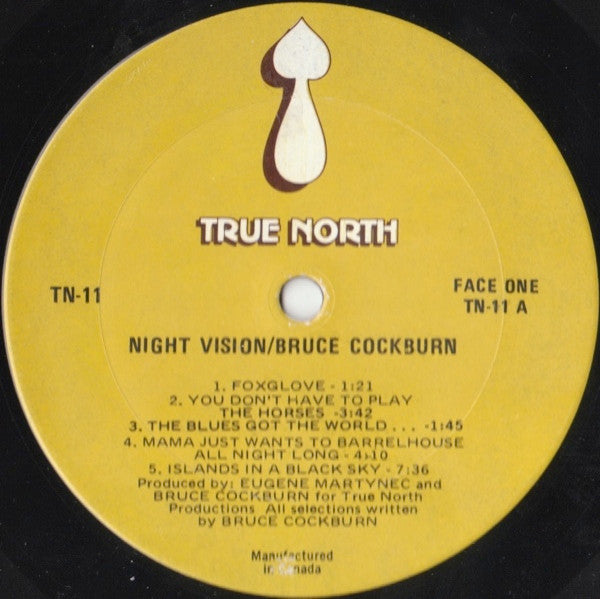 TRUE NORTH
TN-11
FACE ONE
TN-11 A
NIGHT VISION/BRUCE COCKBURN
1. FOXGLOVE - 1:21
2. YOU DON'T HAVE TO PLAY
THE HORSES -3:42
3. THE BLUES GOT THE WORLD . . . -1:45
4. MAMA JUST WANTS TO BARRELHOUSE
ALL NIGHT LONG - 4:10
5. ISLANDS IN A BLACK SKY - 7:36
Produced by: EUGENE MARTYNEC and
BRUCE COCKBURN for True North
Productions All selections written
by BRUCE COCKBURN
Manufactured
in Canada